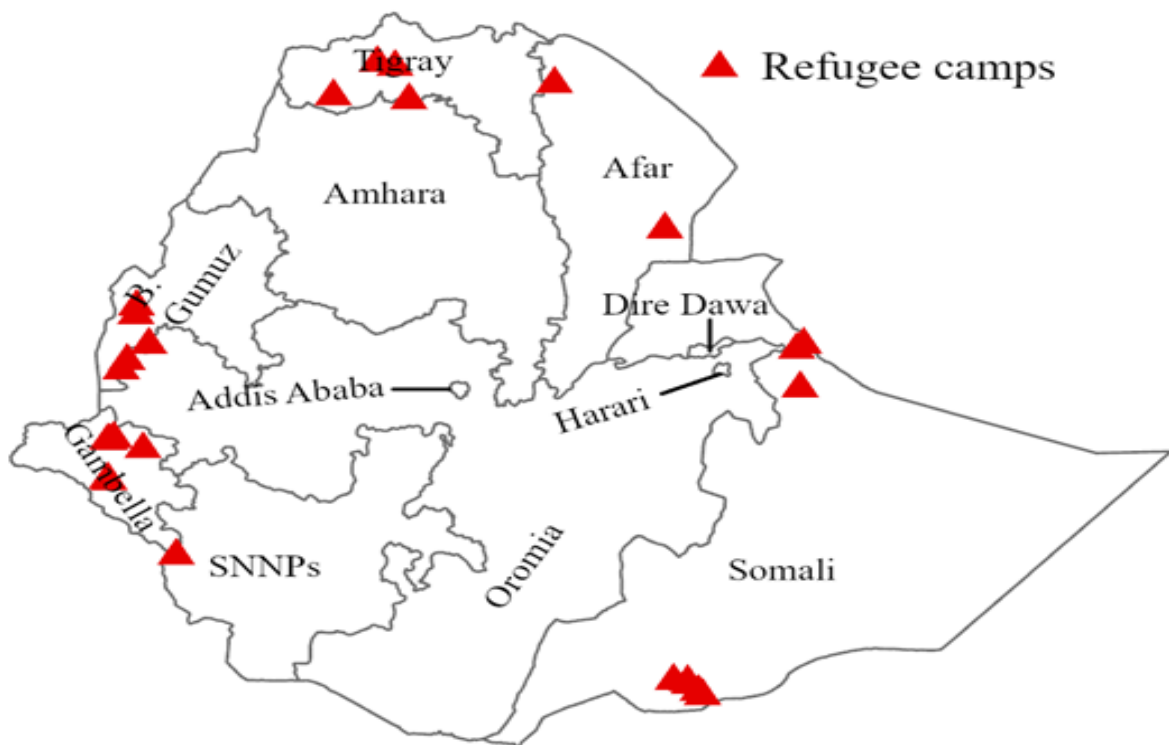 Tigray
Refugee camps
Afar
Amhara
B.
Gumuz
Dire Dawa
Addis Ababa
Harari
Gambella
SNNPs
Oromia
Somali